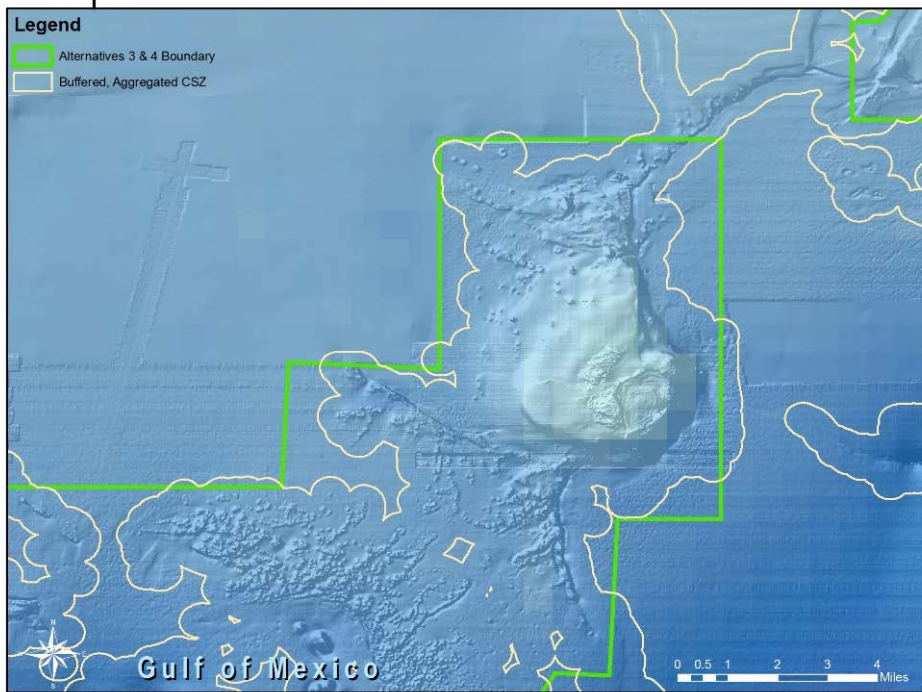 Legend
Alternatives 3 & 4 Boundary
Buffered, Aggregated CSZ
N
E
S
Gulf of Mexico
0 0.5 1 2 3 4
Miles